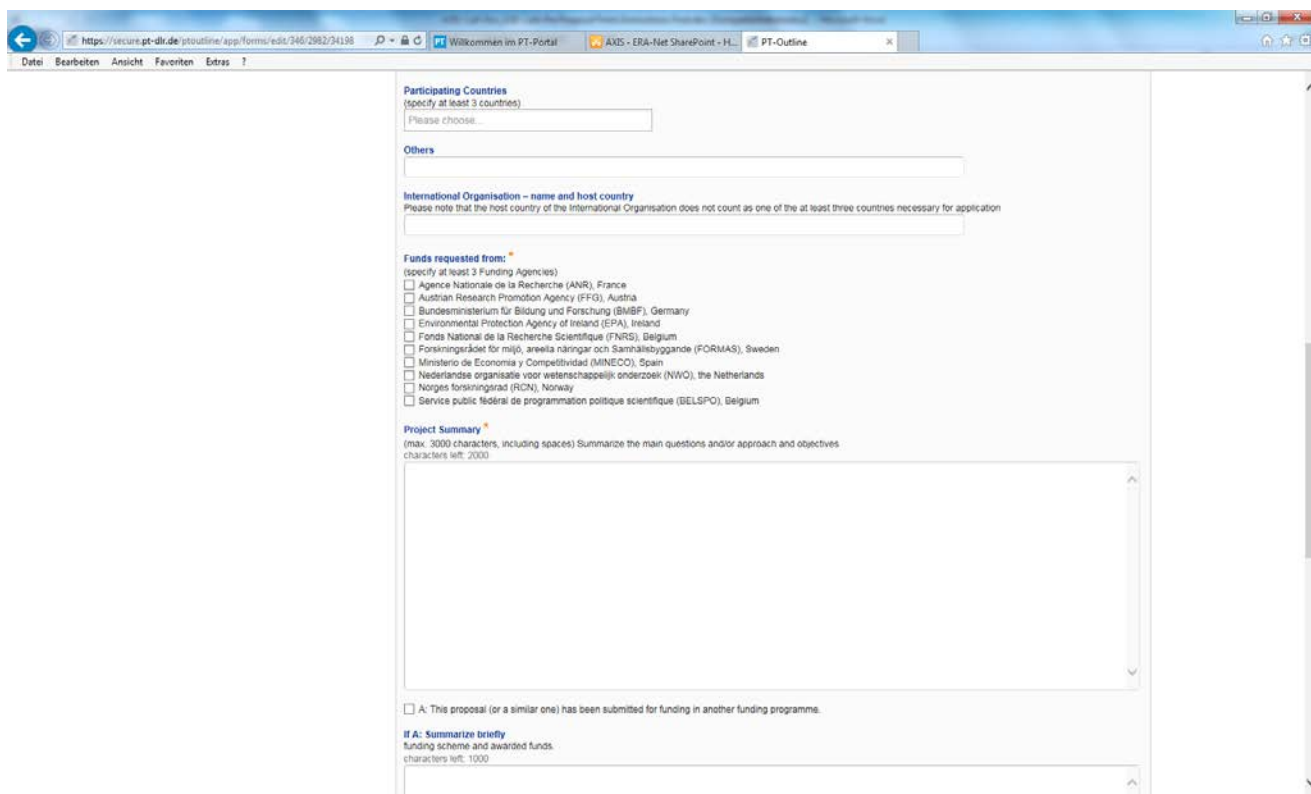 https://secure.pt-dlr.de/ptoutline/app/forms/edit/346/2982/34198
PT Willkommen im PT-Portal
AXIS - ERA-Net SharePoint - H...
PT-Outline
Datei Bearbeiten Ansicht Favoriten Extras ?
Participating Countries
(specify at least 3 countries)
Please choose...
Others
International Organisation – name and host country
Please note that the host country of the International Organisation does not count as one of the at least three countries necessary for application
Funds requested from: *
(specify at least 3 Funding Agencies)
Agence Nationale de la Recherche (ANR), France
Austrian Research Promotion Agency (FFG), Austria
Bundesministerium für Bildung und Forschung (BMBF), Germany
Environmental Protection Agency of Ireland (EPA), Ireland
Fonds National de la Recherche Scientifique (FNRS), Belgium
Forskningsrådet för miljö, areella näringar och Samhällsbyggande (FORMAS), Sweden
Ministerio de Economia y Competitividad (MINECO), Spain
Nederlandse organisatie voor wetenschappelijk onderzoek (NWO), the Netherlands
Norges forskningsrad (RCN), Norway
Service public fédéral de programmation politique scientifique (BELSPO), Belgium
Project Summary *
(max. 3000 characters, including spaces) Summarize the main questions and/or approach and objectives
characters left: 2000
A: This proposal (or a similar one) has been submitted for funding in another funding programme.
If A: Summarize briefly
funding scheme and awarded funds.
characters left: 1000